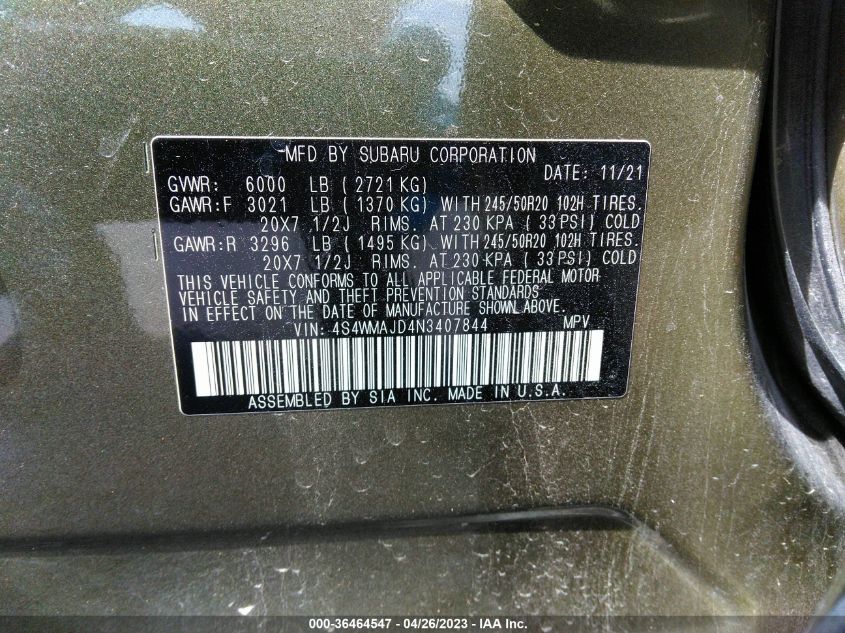 MFD BY SUBARU CORPORATION
DATE: 11/21
GVWR: 6000 LB ( 2721 KG)
GAWR:F 3021 LB ( 1370 KG) WITH 245/50R20 102H TIRES.
20X7 1/2J RIMS. AT 230 KPA ( 33 PSI) COLD
GAWR:R 3296 LB ( 1495 KG) WITH 245/50R20 102H TIRES.
20X7 1/2J RIMS. AT 230 KPA ( 33 PSI) COLD
THIS VEHICLE CONFORMS TO ALL APPLICABLE FEDERAL MOTOR
VEHICLE SAFETY AND THEFT PREVENTION STANDARDS
IN EFFECT ON THE DATE OF MANUFACTURE SHOWN ABOVE.
VIN: 4S4WMAJD4N3407844 MPV
ASSEMBLED BY SIA INC. MADE IN U.S.A.
000-36464547 - 04/26/2023 - IAA Inc.